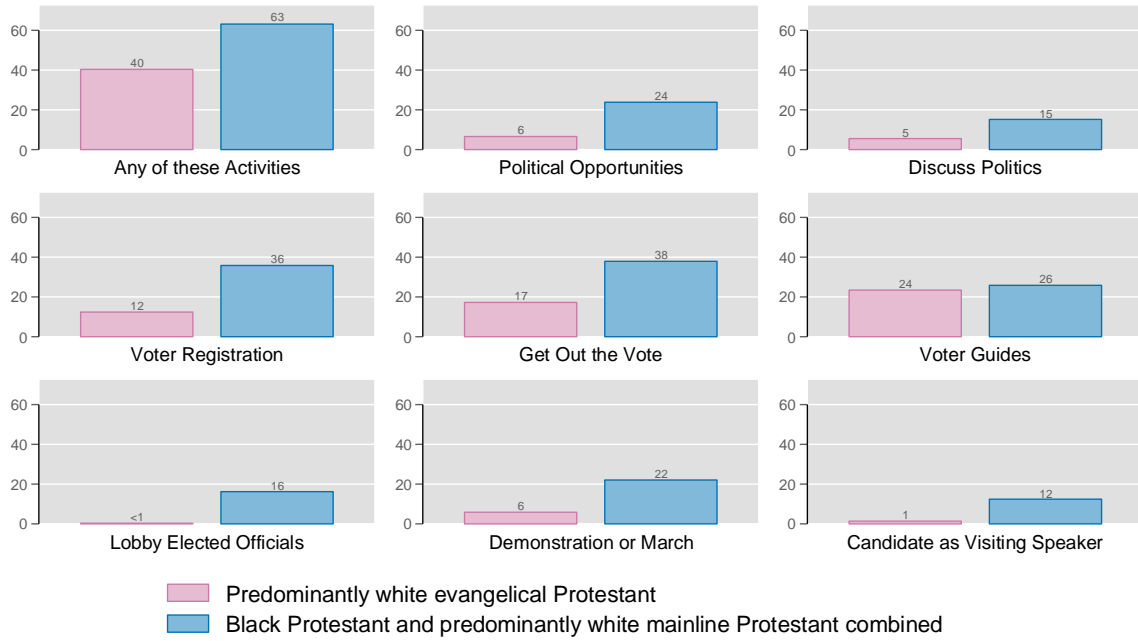 60 63 60 60
40 40 40 40
20 20 24 20 15
0 0 6 0 5
Any of these Activities Political Opportunities Discuss Politics
60 60 60
40 36 40 38 40
20 12 20 17 20 24 26
0 0 0
Voter Registration Get Out the Vote Voter Guides
60 60 60
40 40 40
20 16 20 22 20 12
0 <1 0 6 0 1
Lobby Elected Officials Demonstration or March Candidate as Visiting Speaker
Predominantly white evangelical Protestant
Black Protestant and predominantly white mainline Protestant combined